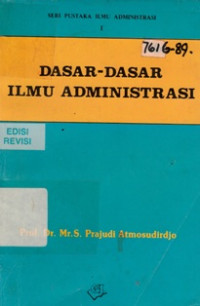 SERI PUSTAKA ILMU ADMINISTRASI
I
7616-89.
DASAR-DASAR
ILMU ADMINISTRASI
EDISI
REVISI
Prof. Dr. Mr. S. Prajudi Atmosudirdjo